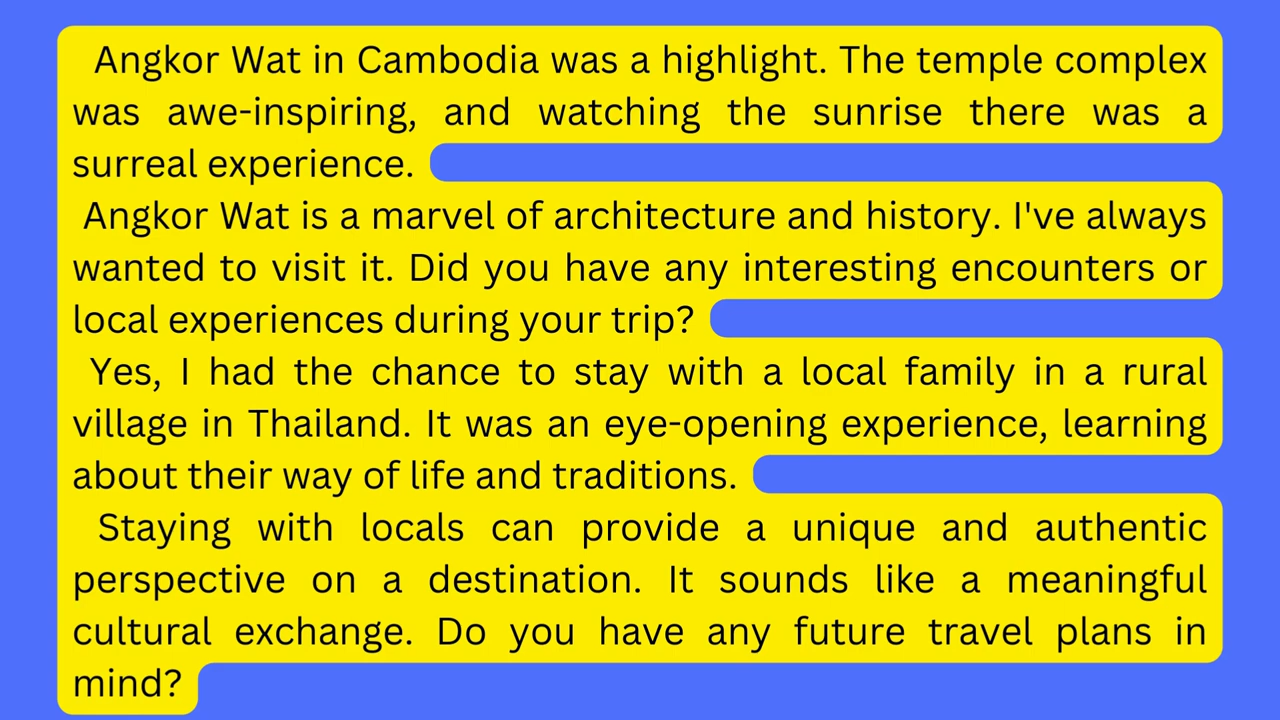 Angkor Wat in Cambodia was a highlight. The temple complex
was awe-inspiring, and watching the sunrise there was a
surreal experience.
Angkor Wat is a marvel of architecture and history. I've always
wanted to visit it. Did you have any interesting encounters or
local experiences during your trip?
Yes, I had the chance to stay with a local family in a rural
village in Thailand. It was an eye-opening experience, learning
about their way of life and traditions.
Staying with locals can provide a unique and authentic
perspective on a destination. It sounds like a meaningful
cultural exchange. Do you have any future travel plans in
mind?